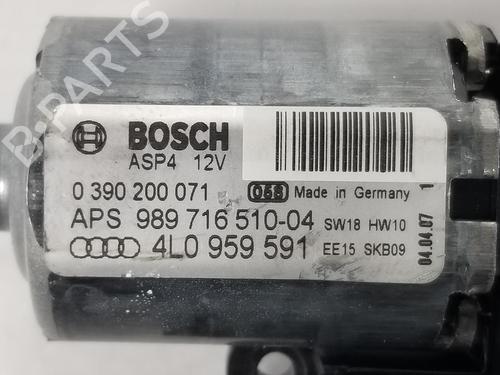 B-PARTS
BOSCH
ASP4 12V
0 390 200 071 068 Made in Germany
APS 989 716 510-04 SW18 HW10
4L0 959 591 EE15 SKB09
04.04.07 1